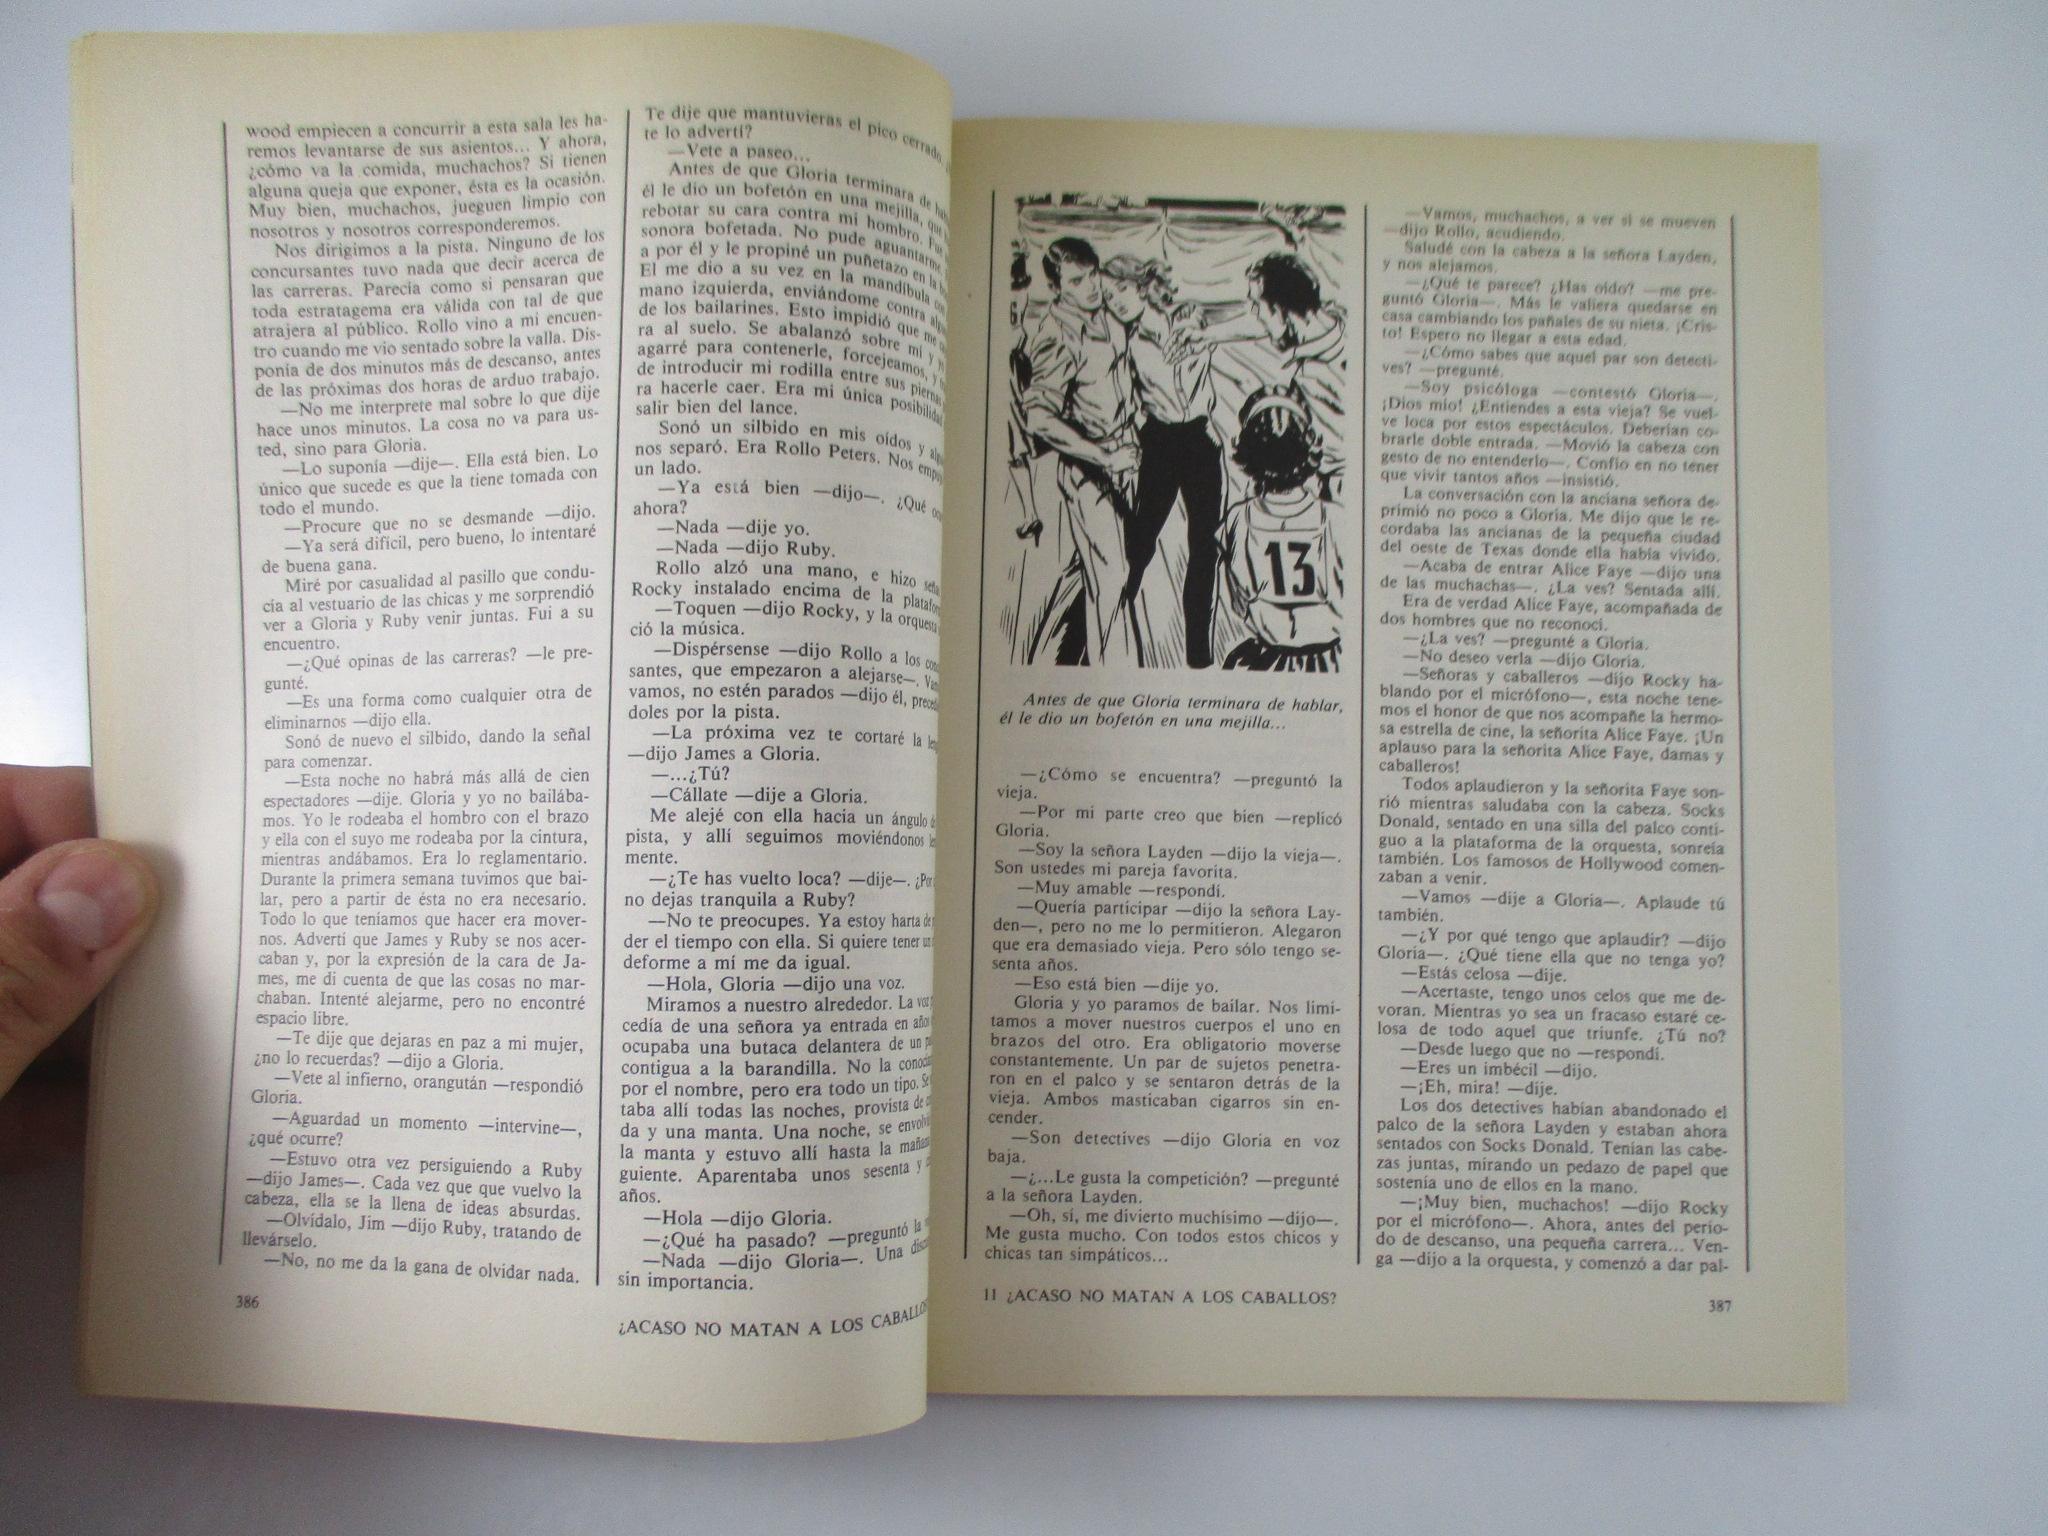 wood empiecen a concurrir a esta sala les ha-
remos levantarse de sus asientos... Y ahora,
¿cómo va la comida, muchachos? Si tienen
alguna queja que exponer, ésta es la ocasión.
Muy bien, muchachos, jueguen limpio con
nosotros y nosotros corresponderemos.
Nos dirigimos a la pista. Ninguno de los
concursantes tuvo nada que decir acerca de
las carreras. Parecía como si pensaran que
toda estratagema era válida con tal de que
atrajera al público. Rollo vino a mi encuen-
tro cuando me vio sentado sobre la valla. Dis-
ponía de dos minutos más de descanso, antes
de las próximas dos horas de arduo trabajo.
—No me interprete mal sobre lo que dije
hace unos minutos. La cosa no va para us-
ted, sino para Gloria.
—Lo suponía —dije—. Ella está bien. Lo
único que sucede es que la tiene tomada con
todo el mundo.
—Procure que no se desmande —dijo.
—Ya será difícil, pero bueno, lo intentaré
de buena gana.
Miré por casualidad al pasillo que condu-
cía al vestuario de las chicas y me sorprendió
ver a Gloria y Ruby venir juntas. Fui a su
encuentro.
—¿Qué opinas de las carreras? —le pre-
gunté.
—Es una forma como cualquier otra de
eliminarnos —dijo ella.
Sonó de nuevo el silbido, dando la señal
para comenzar.
—Esta noche no habrá más allá de cien
espectadores —dije. Gloria y yo no bailába-
mos. Yo le rodeaba el hombro con el brazo
y ella con el suyo me rodeaba por la cintura,
mientras andábamos. Era lo reglamentario.
Durante la primera semana tuvimos que bai-
lar, pero a partir de ésta no era necesario.
Todo lo que teníamos que hacer era mover-
nos. Advertí que James y Ruby se nos acer-
caban y, por la expresión de la cara de Ja-
mes, me di cuenta de que las cosas no mar-
chaban. Intenté alejarme, pero no encontré
espacio libre.
—Te dije que dejaras en paz a mi mujer,
¿no lo recuerdas? —dijo a Gloria.
—Vete al infierno, orangután —respondió
Gloria.
—Aguardad un momento —intervine—,
¿qué ocurre?
—Estuvo otra vez persiguiendo a Ruby
—dijo James—. Cada vez que que vuelvo la
cabeza, ella se la llena de ideas absurdas.
—Olvídalo, Jim —dijo Ruby, tratando de
llevárselo.
—No, no me da la gana de olvidar nada.
386
Te dije que mantuvieras el pico cerrado,
te lo advertí?
—Vete a paseo...
Antes de que Gloria terminara de
él le dio un bofetón en una mejilla, que
rebotar su cara contra mi hombro. Fue
sonora bofetada. No pude aguantarme,
a por él y le propiné un puñetazo en la
El me dio a su vez en la mandíbula
mano izquierda, enviándome contra
de los bailarines. Esto impidió que me
ra al suelo. Se abalanzó sobre mí y
agarré para contenerle, forcejeamos, y
de introducir mi rodilla entre sus piernas
ra hacerle caer. Era mi única posibilidad
salir bien del lance.
Sonó un silbido en mis oídos y
nos separó. Era Rollo Peters. Nos
un lado.
—Ya está bien —dijo—. ¿Qué
ahora?
—Nada —dije yo.
—Nada —dijo Ruby.
Rollo alzó una mano, e hizo
Rocky instalado encima de la
—Toquen —dijo Rocky, y la orquesta
ció la música.
—Dispérsense —dijo Rollo a los
santes, que empezaron a alejarse—.
vamos, no estén parados —dijo él,
doles por la pista.
—La próxima vez te cortaré la
—dijo James a Gloria.
—...¿Tú?
—Cállate —dije a Gloria.
Me alejé con ella hacia un ángulo
pista, y allí seguimos moviéndonos
mente.
—¿Te has vuelto loca? —dije—. ¿Por
no dejas tranquila a Ruby?
—No te preocupes. Ya estoy harta de
der el tiempo con ella. Si quiere tener un
deforme a mí me da igual.
—Hola, Gloria —dijo una voz.
Miramos a nuestro alrededor. La voz
cedía de una señora ya entrada en
ocupaba una butaca delantera de un
contigua a la barandilla. No la
por el nombre, pero era todo un tipo.
taba allí todas las noches, provista de
da y una manta. Una noche, se
la manta y estuvo allí hasta la
guiente. Aparentaba unos sesenta y
años.
—Hola —dijo Gloria.
—¿Qué ha pasado? —preguntó la
—Nada —dijo Gloria—. Una
sin importancia.
¿ACASO NO MATAN A LOS CABALLOS
13
Antes de que Gloria terminara de hablar,
él le dio un bofetón en una mejilla...
—¿Cómo se encuentra? —preguntó la
vieja.
—Por mi parte creo que bien —replicó
Gloria.
—Soy la señora Layden —dijo la vieja—.
Son ustedes mi pareja favorita.
—Muy amable —respondí.
—Quería participar —dijo la señora Lay-
den—, pero no me lo permitieron. Alegaron
que era demasiado vieja. Pero sólo tengo se-
senta años.
—Eso está bien —dije yo.
Gloria y yo paramos de bailar. Nos limi-
tamos a mover nuestros cuerpos el uno en
brazos del otro. Era obligatorio moverse
constantemente. Un par de sujetos penetra-
ron en el palco y se sentaron detrás de la
vieja. Ambos masticaban cigarros sin en-
cender.
—Son detectives —dijo Gloria en voz
baja.
—¿...Le gusta la competición? —pregunté
a la señora Layden.
—Oh, sí, me divierto muchísimo —dijo—.
Me gusta mucho. Con todos estos chicos y
chicas tan simpáticos...
11 ¿ACASO NO MATAN A LOS CABALLOS?
—Vamos, muchachos, a ver si se mueven
—dijo Rollo, acudiendo.
Saludé con la cabeza a la señora Layden,
y nos alejamos.
—¿Qué te parece? ¿Has oído? —me pre-
guntó Gloria—. Más le valiera quedarse en
casa cambiando los pañales de su nieta. ¡Cris-
to! Espero no llegar a esta edad.
—¿Cómo sabes que aquel par son detecti-
ves? —pregunté.
—Soy psicóloga —contestó Gloria—.
¡Dios mío! ¿Entiendes a esta vieja? Se vuel-
ve loca por estos espectáculos. Deberían co-
brarle doble entrada. —Movió la cabeza con
gesto de no entenderlo—. Confío en no tener
que vivir tantos años —insistió.
La conversación con la anciana señora de-
primió no poco a Gloria. Me dijo que le re-
cordaba las ancianas de la pequeña ciudad
del oeste de Texas donde ella había vivido.
—Acaba de entrar Alice Faye —dijo una
de las muchachas—. ¿La ves? Sentada allí.
Era de verdad Alice Faye, acompañada de
dos hombres que no reconocí.
—¿La ves? —pregunté a Gloria.
—No deseo verla —dijo Gloria.
—Señoras y caballeros —dijo Rocky ha-
blando por el micrófono—, esta noche tene-
mos el honor de que nos acompañe la hermo-
sa estrella de cine, la señorita Alice Faye. ¡Un
aplauso para la señorita Alice Faye, damas y
caballeros!
Todos aplaudieron y la señorita Faye son-
rió mientras saludaba con la cabeza. Socks
Donald, sentado en una silla del palco conti-
guo a la plataforma de la orquesta, sonreía
también. Los famosos de Hollywood comen-
zaban a venir.
—Vamos —dije a Gloria—. Aplaude tú
también.
—¿Y por qué tengo que aplaudir? —dijo
Gloria—. ¿Qué tiene ella que no tenga yo?
—Estás celosa —dije.
—Acertaste, tengo unos celos que me de-
voran. Mientras yo sea un fracaso estaré ce-
losa de todo aquel que triunfe. ¿Tú no?
—Desde luego que no —respondí.
—Eres un imbécil —dijo.
—¡Eh, mira! —dije.
Los dos detectives habían abandonado el
palco de la señora Layden y estaban ahora
sentados con Socks Donald. Tenían las cabe-
zas juntas, mirando un pedazo de papel que
sostenía uno de ellos en la mano.
—¡Muy bien, muchachos! —dijo Rocky
por el micrófono—. Ahora, antes del perío-
do de descanso, una pequeña carrera... Ven-
ga —dijo a la orquesta, y comenzó a dar pal-
387